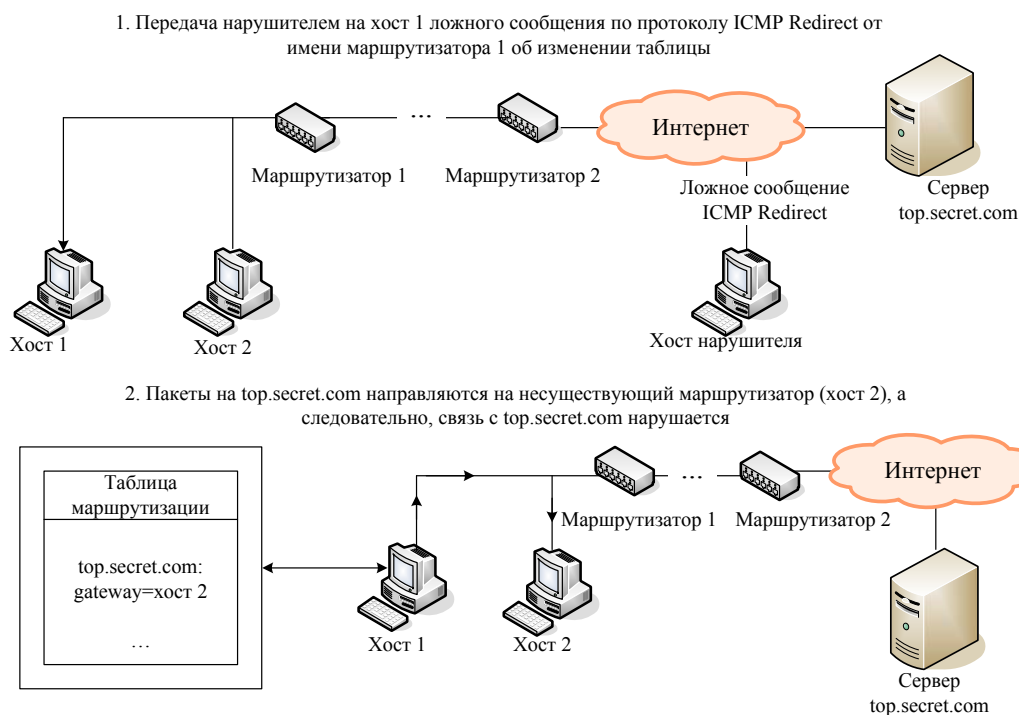 1. Передача нарушителем на хост 1 ложного сообщения по протоколу ICMP Redirect от
имени маршрутизатора 1 об изменении таблицы
...
Интернет
Маршрутизатор 1
Маршрутизатор 2
Ложное сообщение
ICMP Redirect
Сервер
top.secret.com
Хост 1
Хост 2
Хост нарушителя
2. Пакеты на top.secret.com направляются на несуществующий маршрутизатор (хост 2), а
следовательно, связь с top.secret.com нарушается
Таблица
маршрутизации
top.secret.com:
gateway=хост 2
...
...
Интернет
Маршрутизатор 1
Маршрутизатор 2
Хост 1
Хост 2
Сервер
top.secret.com